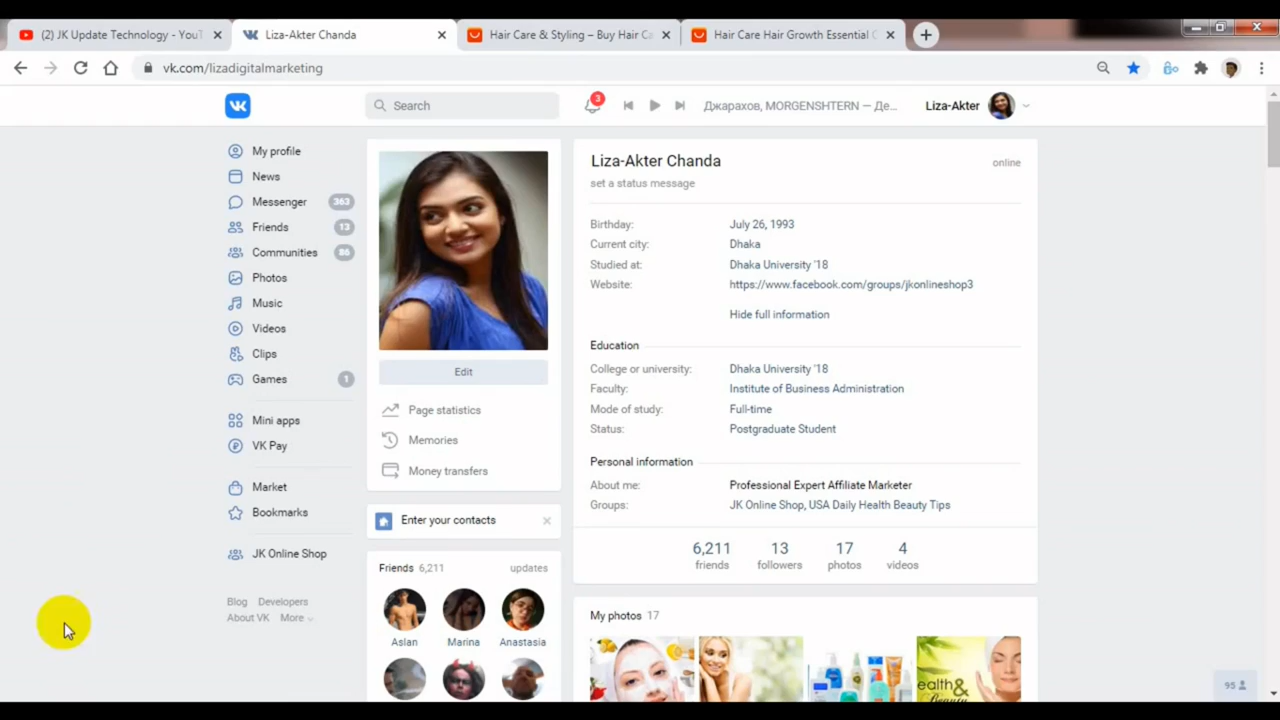 (2) JK Update Technology - YouT
Liza-Akter Chanda
Hair Care & Styling – Buy Hair Ca
Hair Care Hair Growth Essential C
vk.com/lizadigitalmarketing
Search
3
Джарахов, MORGENSHTERN — Де...
Liza-Akter
My profile
News
Messenger 363
Friends 13
Communities 86
Photos
Music
Videos
Clips
Games 1
Mini apps
VK Pay
Market
Bookmarks
JK Online Shop
Blog Developers
About VK More
Edit
Page statistics
Memories
Money transfers
Enter your contacts
Friends 6,211 updates
Aslan Marina Anastasia
Liza-Akter Chanda online
set a status message
Birthday: July 26, 1993
Current city: Dhaka
Studied at: Dhaka University '18
Website: https://www.facebook.com/groups/jkonlineshop3
Hide full information
Education
College or university: Dhaka University '18
Faculty: Institute of Business Administration
Mode of study: Full-time
Status: Postgraduate Student
Personal information
About me: Professional Expert Affiliate Marketer
Groups: JK Online Shop, USA Daily Health Beauty Tips
6,211 13 17 4
friends followers photos videos
My photos 17
ealth&
Beauty
95